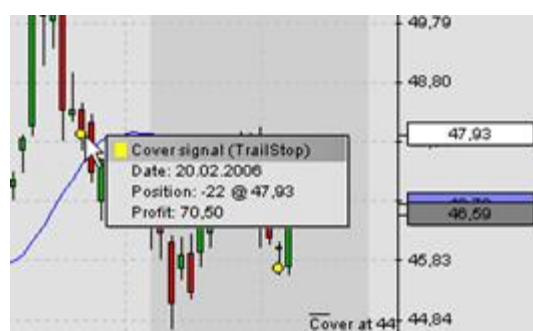 49,79
48,80
47,93
Cover signal (TrailStop)
Date: 20.02.2006
Position: -22 @ 47,93
Profit: 70,50
46,59
45,83
44,84
Cover at 44